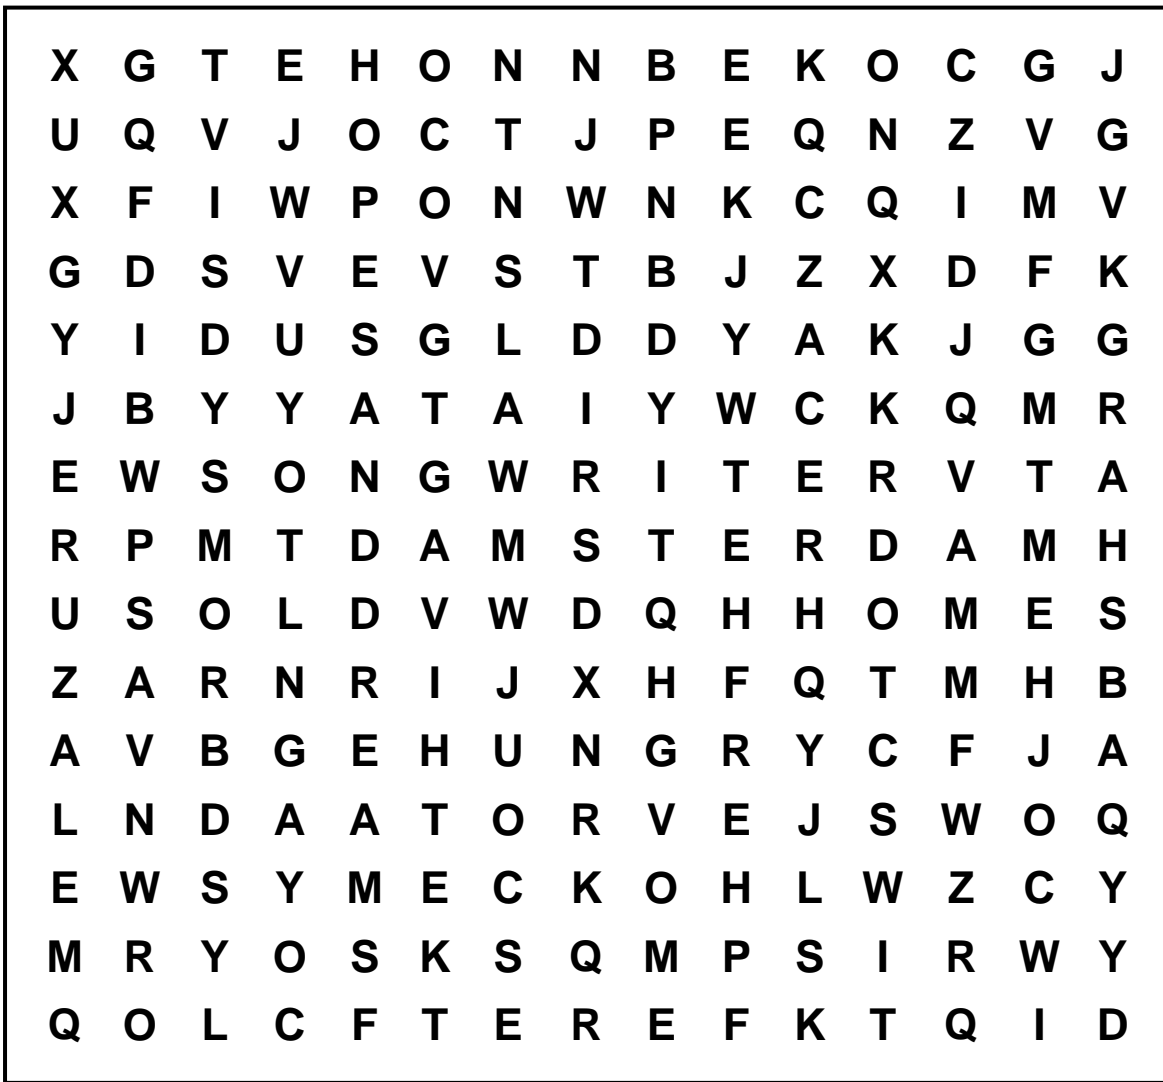 X G T E H O N N B E K O C G J
U Q V J O C T J P E Q N Z V G
X F I W P O N W N K C Q I M V
G D S V E V S T B J Z X D F K
Y I D U S G L D D Y A K J G G
J B Y Y A T A I Y W C K Q M R
E W S O N G W R I T E R V T A
R P M T D A M S T E R D A M H
U S O L D V W D Q H H O M E S
Z A R N R I J X H F Q T M H B
A V B G E H U N G R Y C F J A
L N D A A T O R V E J S W O Q
E W S Y M E C K O H L W Z C Y
M R Y O S K S Q M P S I R W Y
Q O L C F T E R E F K T Q I D